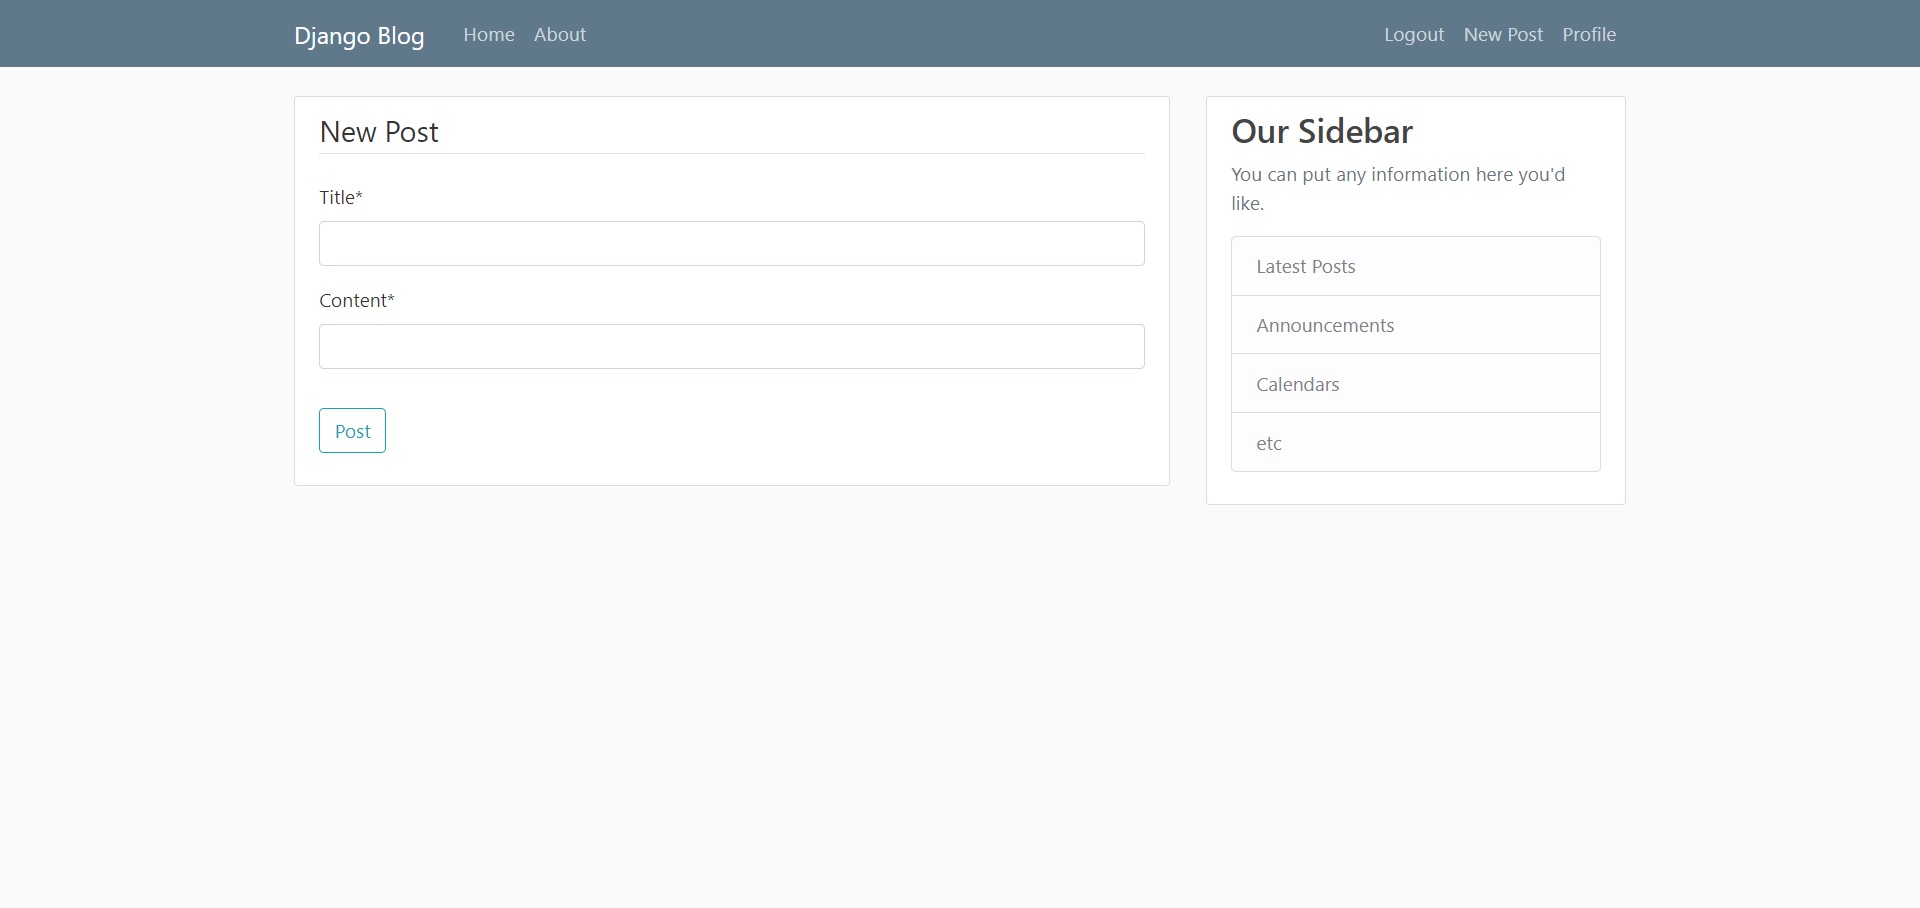 Django Blog Home About Logout New Post Profile
New Post
Title*
Content*
Post
Our Sidebar
You can put any information here you'd
like.
Latest Posts
Announcements
Calendars
etc